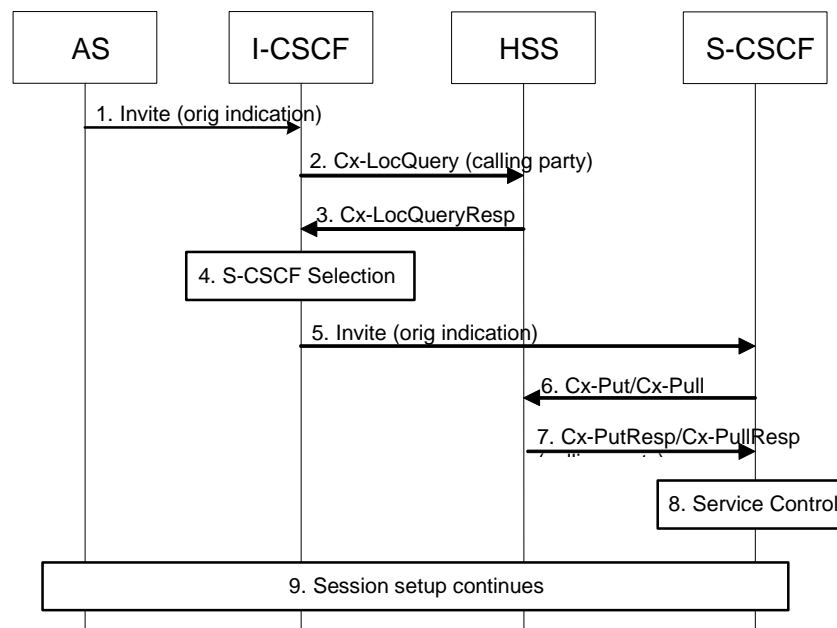 AS
I-CSCF
HSS
S-CSCF
1. Invite (orig indication)
2. Cx-LocQuery (calling party)
3. Cx-LocQueryResp
4. S-CSCF Selection
5. Invite (orig indication)
6. Cx-Put/Cx-Pull
7. Cx-PutResp/Cx-PullResp
8. Service Control
9. Session setup continues